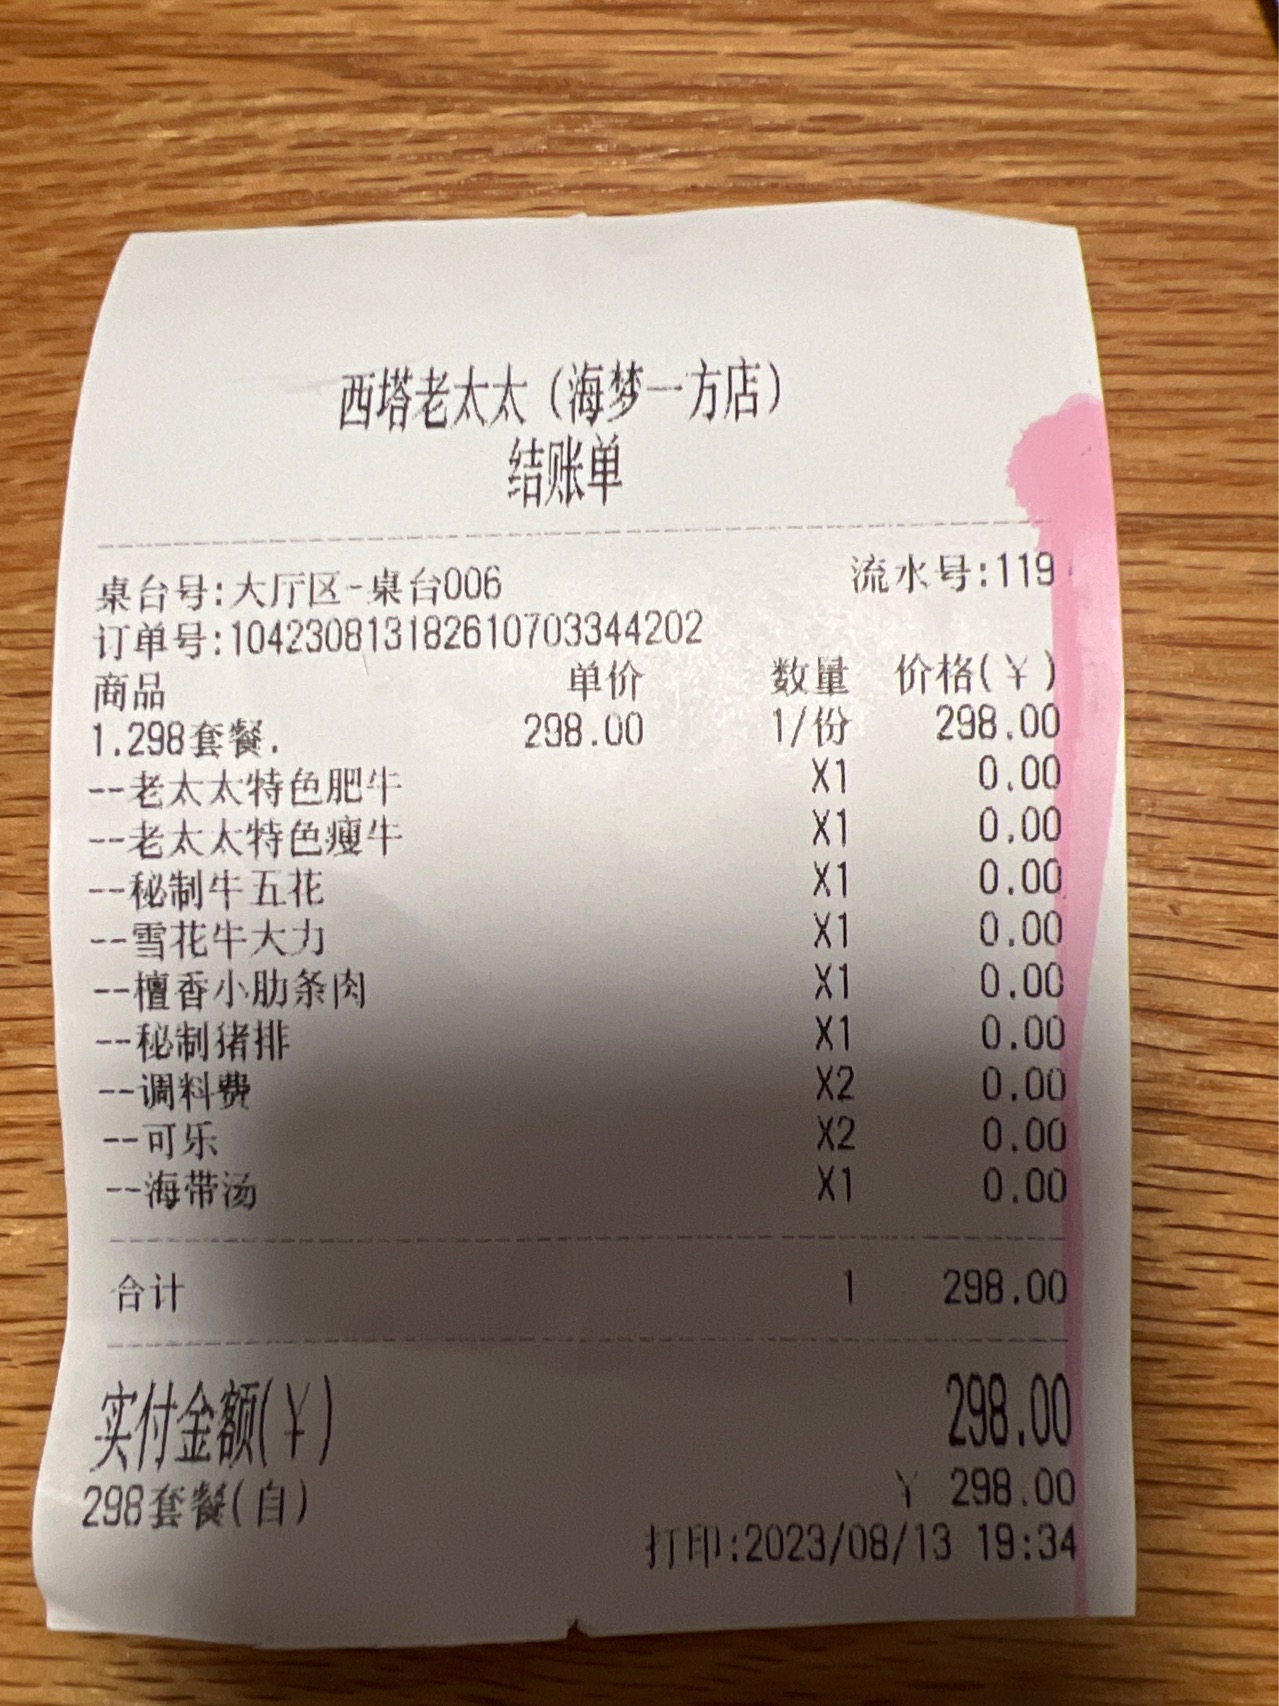 西塔老太太(海梦一方店)
结账单
桌台号:大厅区-桌台006 流水号:119
订单号:104230813182610703344202
商品 单价 数量 价格(¥)
1.298套餐. 298.00 1/份 298.00
--老太太特色肥牛 X1 0.00
--老太太特色瘦牛 X1 0.00
--秘制牛五花 X1 0.00
--雪花牛大力 X1 0.00
--檀香小肋条肉 X1 0.00
--秘制猪排 X1 0.00
--调料费 X2 0.00
--可乐 X2 0.00
--海带汤 X1 0.00
合计 1 298.00
实付金额(¥) 298.00
298套餐(自) ¥ 298.00
打印:2023/08/13 19:34